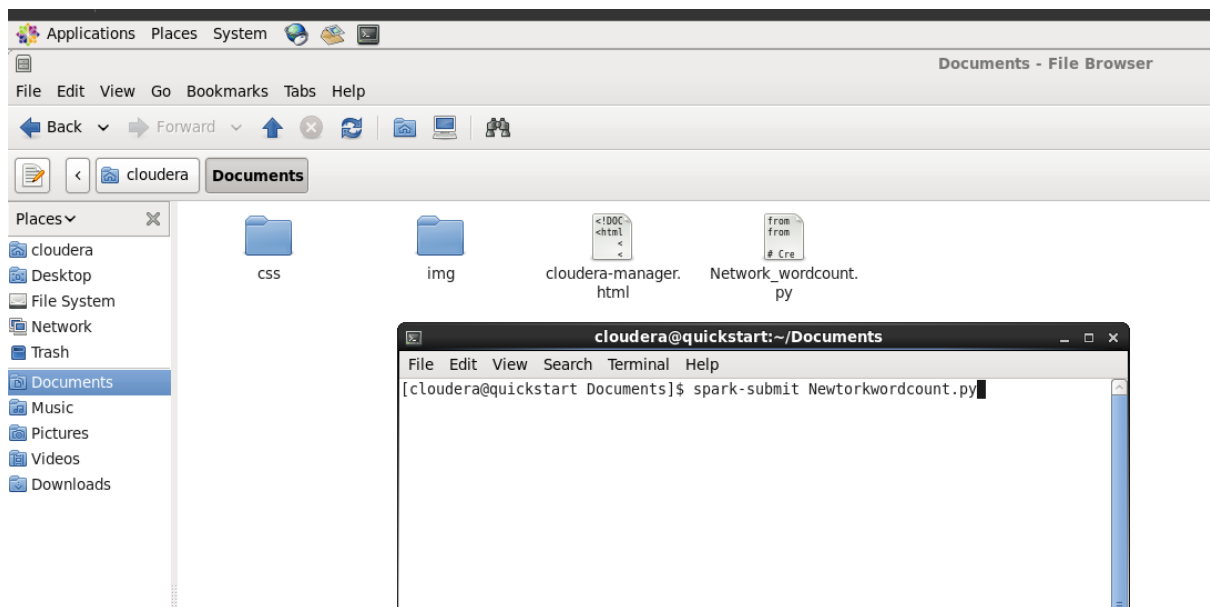 Applications Places System
Documents - File Browser
File Edit View Go Bookmarks Tabs Help
Back Forward
cloudera Documents
Places
cloudera
Desktop
File System
Network
Trash
Documents
Music
Pictures
Videos
Downloads
css
img
<!DOC
<html
<
<
cloudera-manager.
html
from
from
# Cre
Network_wordcount.
py
cloudera@quickstart:~/Documents
File Edit View Search Terminal Help
[cloudera@quickstart Documents]$ spark-submit Newtorkwordcount.py